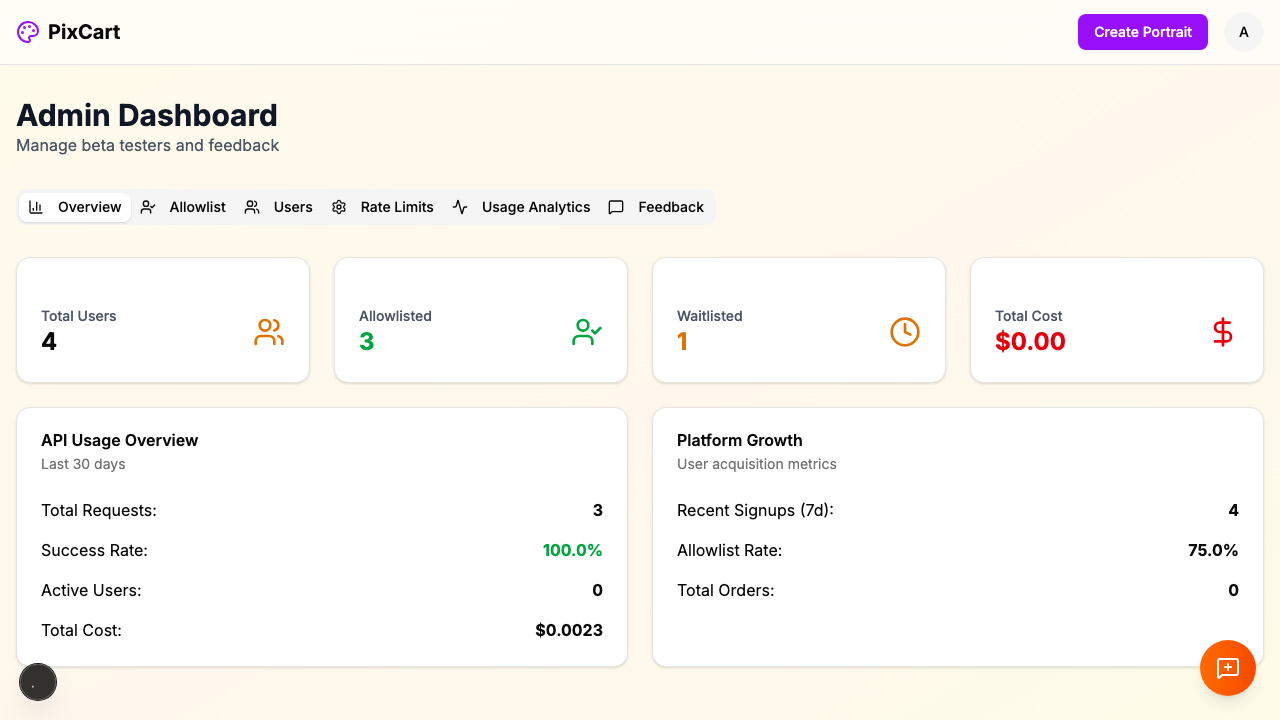 PixCart
Create Portrait
A
Admin Dashboard
Manage beta testers and feedback
Overview
Allowlist
Users
Rate Limits
Usage Analytics
Feedback
Total Users
4
Allowlisted
3
Waitlisted
1
Total Cost
$0.00
API Usage Overview
Last 30 days
Total Requests: 3
Success Rate: 100.0%
Active Users: 0
Total Cost: $0.0023
Platform Growth
User acquisition metrics
Recent Signups (7d): 4
Allowlist Rate: 75.0%
Total Orders: 0